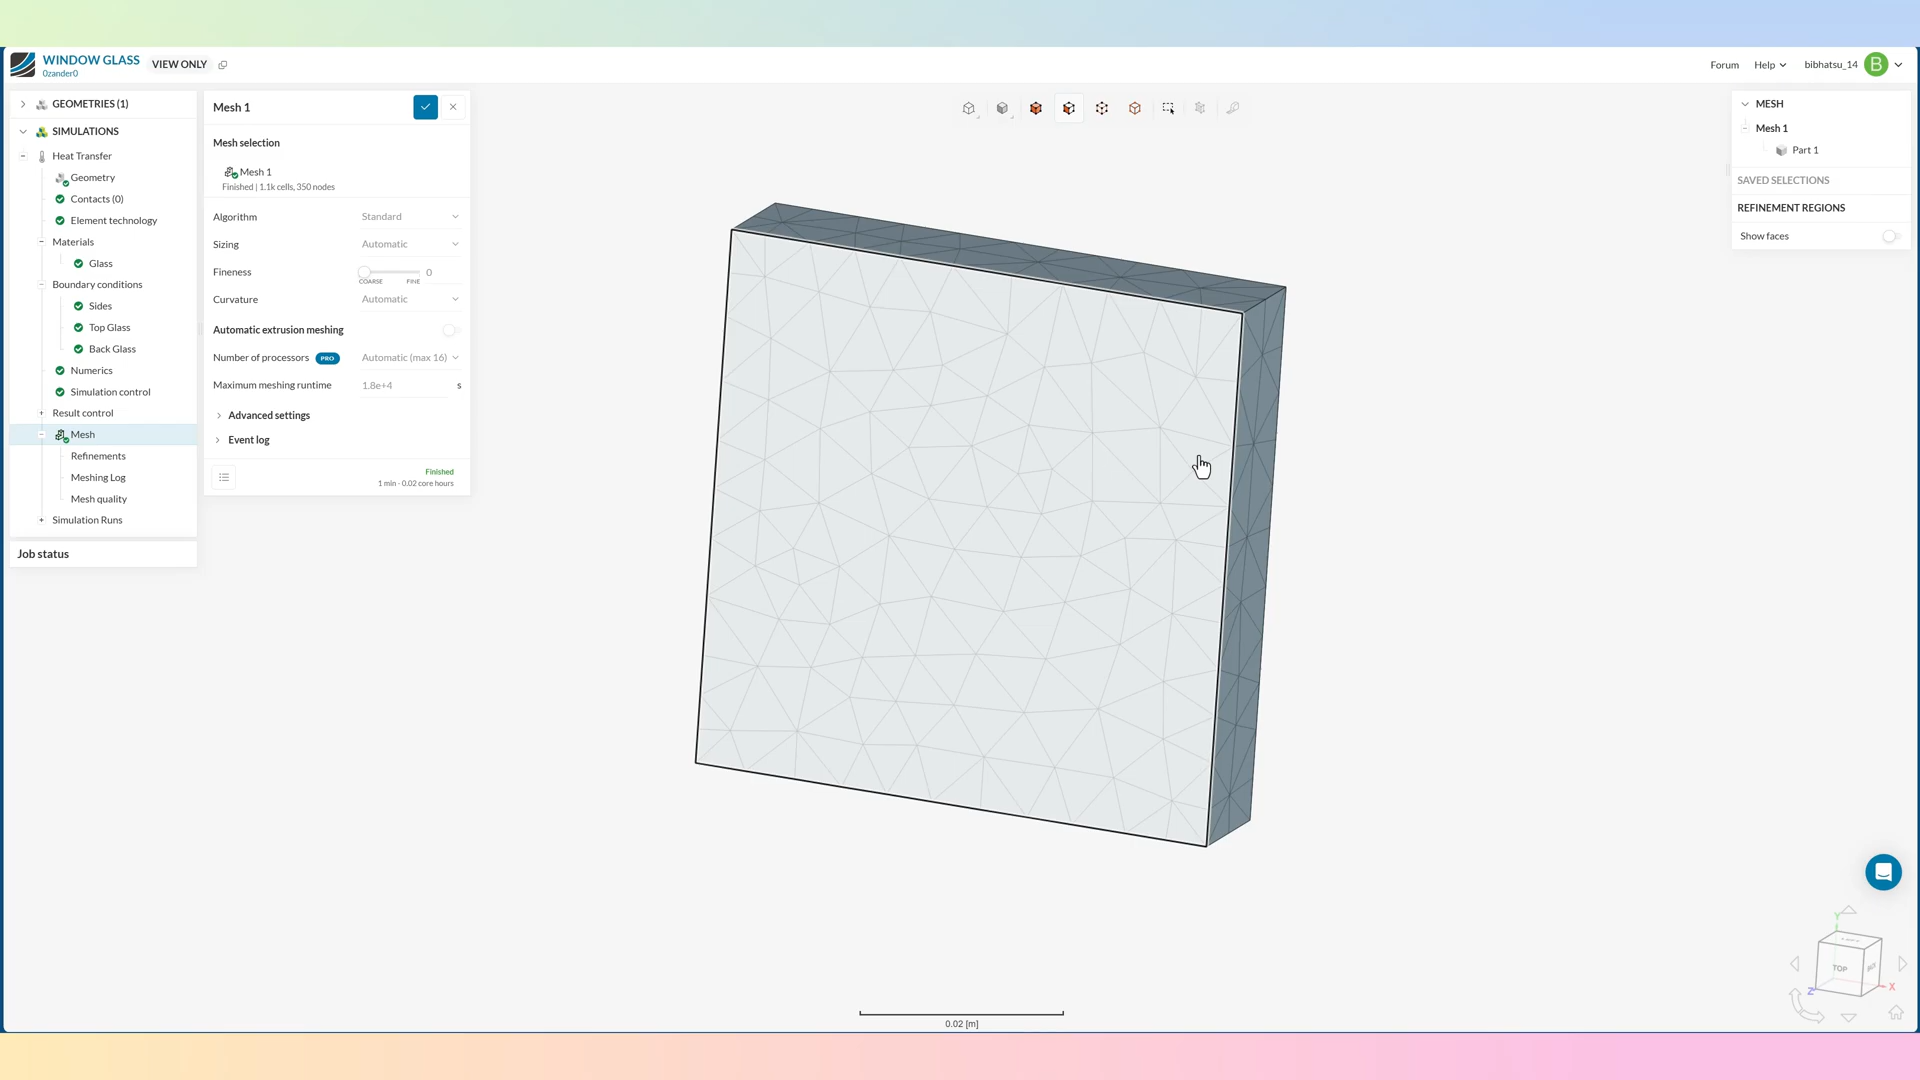 WINDOW GLASS
0zander0
VIEW ONLY
Forum
Help
bibhatsu_14
B
GEOMETRIES (1)
SIMULATIONS
Heat Transfer
Geometry
Contacts (0)
Element technology
Materials
Glass
Boundary conditions
Sides
Top Glass
Back Glass
Numerics
Simulation control
Result control
Mesh
Refinements
Meshing Log
Mesh quality
Simulation Runs
Job status
Mesh 1
Mesh selection
Mesh 1
Finished | 1.1k cells, 350 nodes
Algorithm Standard
Sizing Automatic
Fineness 0
COARSE FINE
Curvature Automatic
Automatic extrusion meshing
Number of processors PRO Automatic (max 16)
Maximum meshing runtime 1.8e+4 s
Advanced settings
Event log
Finished
1 min - 0.02 core hours
MESH
Mesh 1
Part 1
SAVED SELECTIONS
REFINEMENT REGIONS
Show faces
0.02 [m]
Y
TOP
Z
X